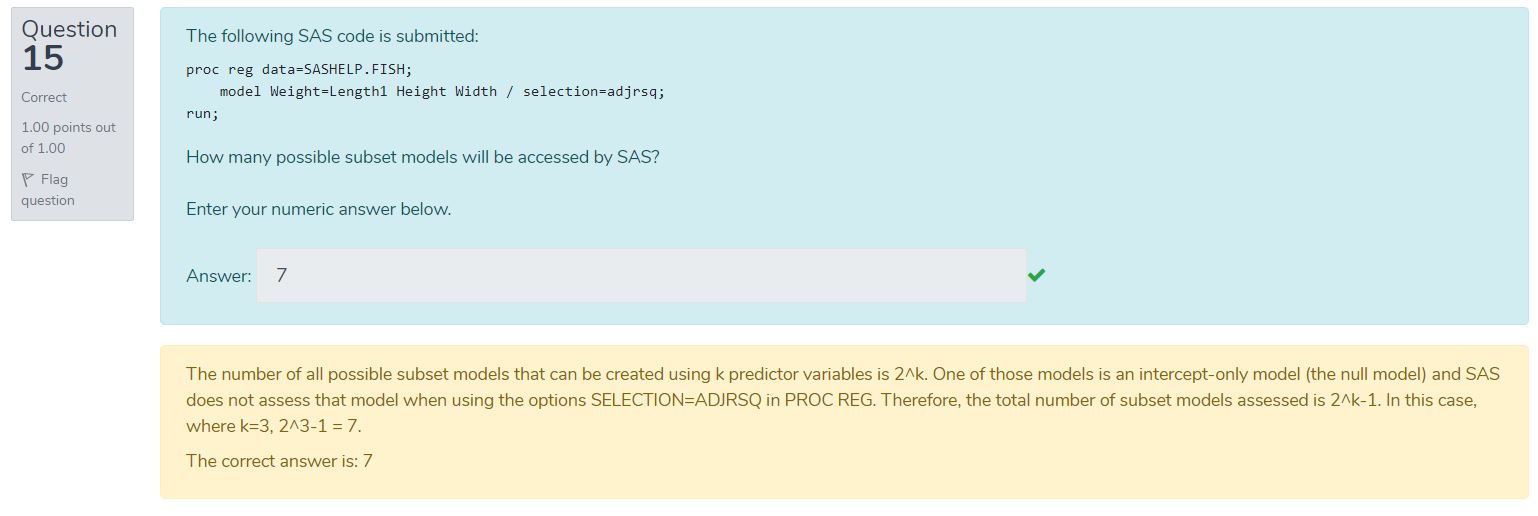 Question
15
Correct
1.00 points out
of 1.00
Flag
question
The following SAS code is submitted:
proc reg data=SASHELP.FISH;
    model Weight=Length1 Height Width / selection=adjrsq;
run;
How many possible subset models will be accessed by SAS?
Enter your numeric answer below.
Answer: 7
The number of all possible subset models that can be created using k predictor variables is 2^k. One of those models is an intercept-only model (the null model) and SAS
does not assess that model when using the options SELECTION=ADJRSQ in PROC REG. Therefore, the total number of subset models assessed is 2^k-1. In this case,
where k=3, 2^3-1 = 7.
The correct answer is: 7